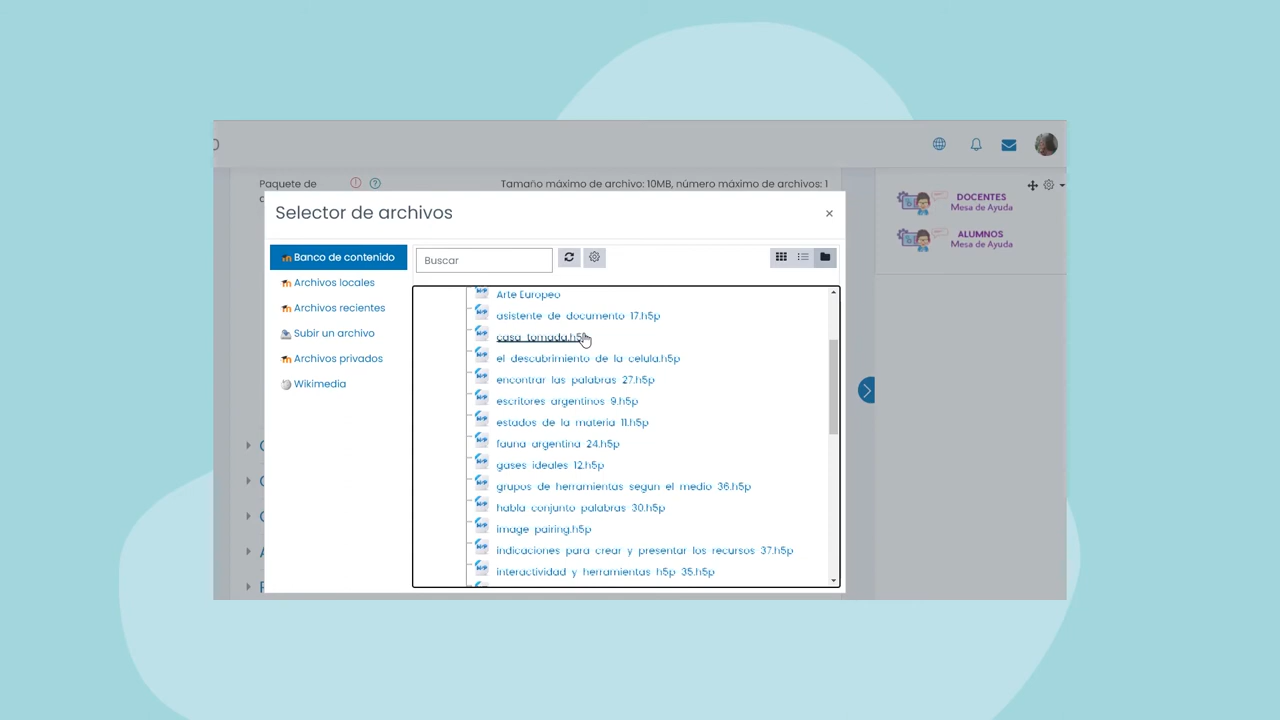 Paquete de
Tamaño máximo de archivo: 10MB, número máximo de archivos: 1
DOCENTES
Mesa de Ayuda
ALUMNOS
Mesa de Ayuda
Selector de archivos
Banco de contenido
Archivos locales
Archivos recientes
Subir un archivo
Archivos privados
Wikimedia
Buscar
Arte Europeo
asistente de documento 17.h5p
casa tomada.h5p
el descubrimiento de la celula.h5p
encontrar las palabras 27.h5p
escritores argentinos 9.h5p
estados de la materia 11.h5p
fauna argentina 24.h5p
gases ideales 12.h5p
grupos de herramientas segun el medio 36.h5p
habla conjunto palabras 30.h5p
image pairing.h5p
indicaciones para crear y presentar los recursos 37.h5p
interactividad y herramientas h5p 35.h5p